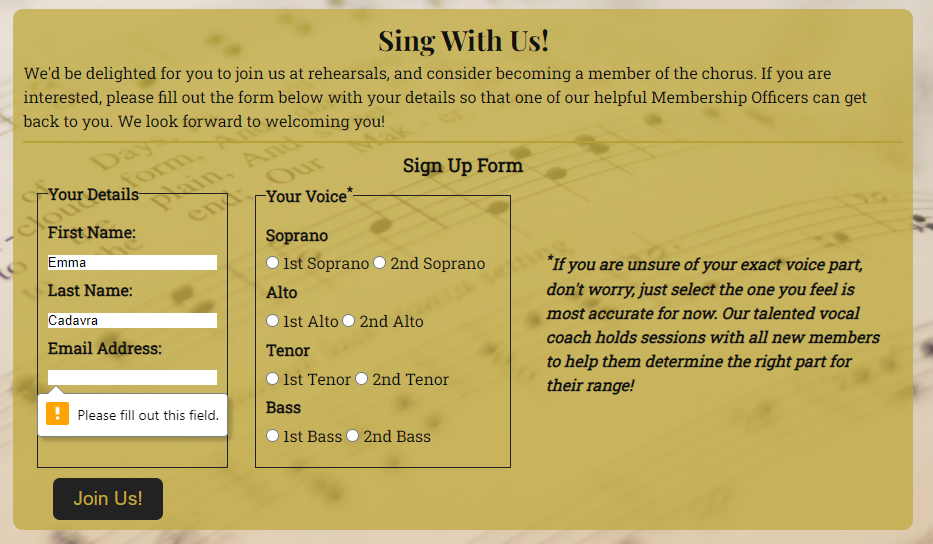 Sing With Us!
We'd be delighted for you to join us at rehearsals, and consider becoming a member of the chorus. If you are
interested, please fill out the form below with your details so that one of our helpful Membership Officers can get
back to you. We look forward to welcoming you!
Sign Up Form
Your Details
First Name:
Emma
Last Name:
Cadavra
Email Address:
! Please fill out this field.
Your Voice*
Soprano
1st Soprano 2nd Soprano
Alto
1st Alto 2nd Alto
Tenor
1st Tenor 2nd Tenor
Bass
1st Bass 2nd Bass
*If you are unsure of your exact voice part,
don't worry, just select the one you feel is
most accurate for now. Our talented vocal
coach holds sessions with all new members
to help them determine the right part for
their range!
Join Us!